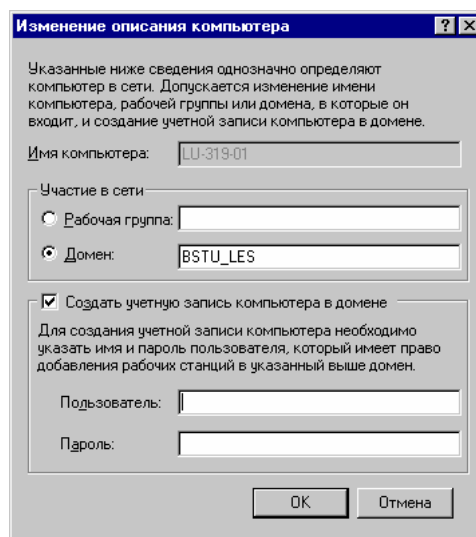 Изменение описания компьютера
Указанные ниже сведения однозначно определяют
компьютер в сети. Допускается изменение имени
компьютера, рабочей группы или домена, в которые он
входит, и создание учетной записи компьютера в домене.
Имя компьютера: LU-319-01
Участие в сети
Рабочая группа:
Домен: BSTU_LES
Создать учетную запись компьютера в домене
Для создания учетной записи компьютера необходимо
указать имя и пароль пользователя, который имеет право
добавления рабочих станций в указанный выше домен.
Пользователь:
Пароль:
OK Отмена